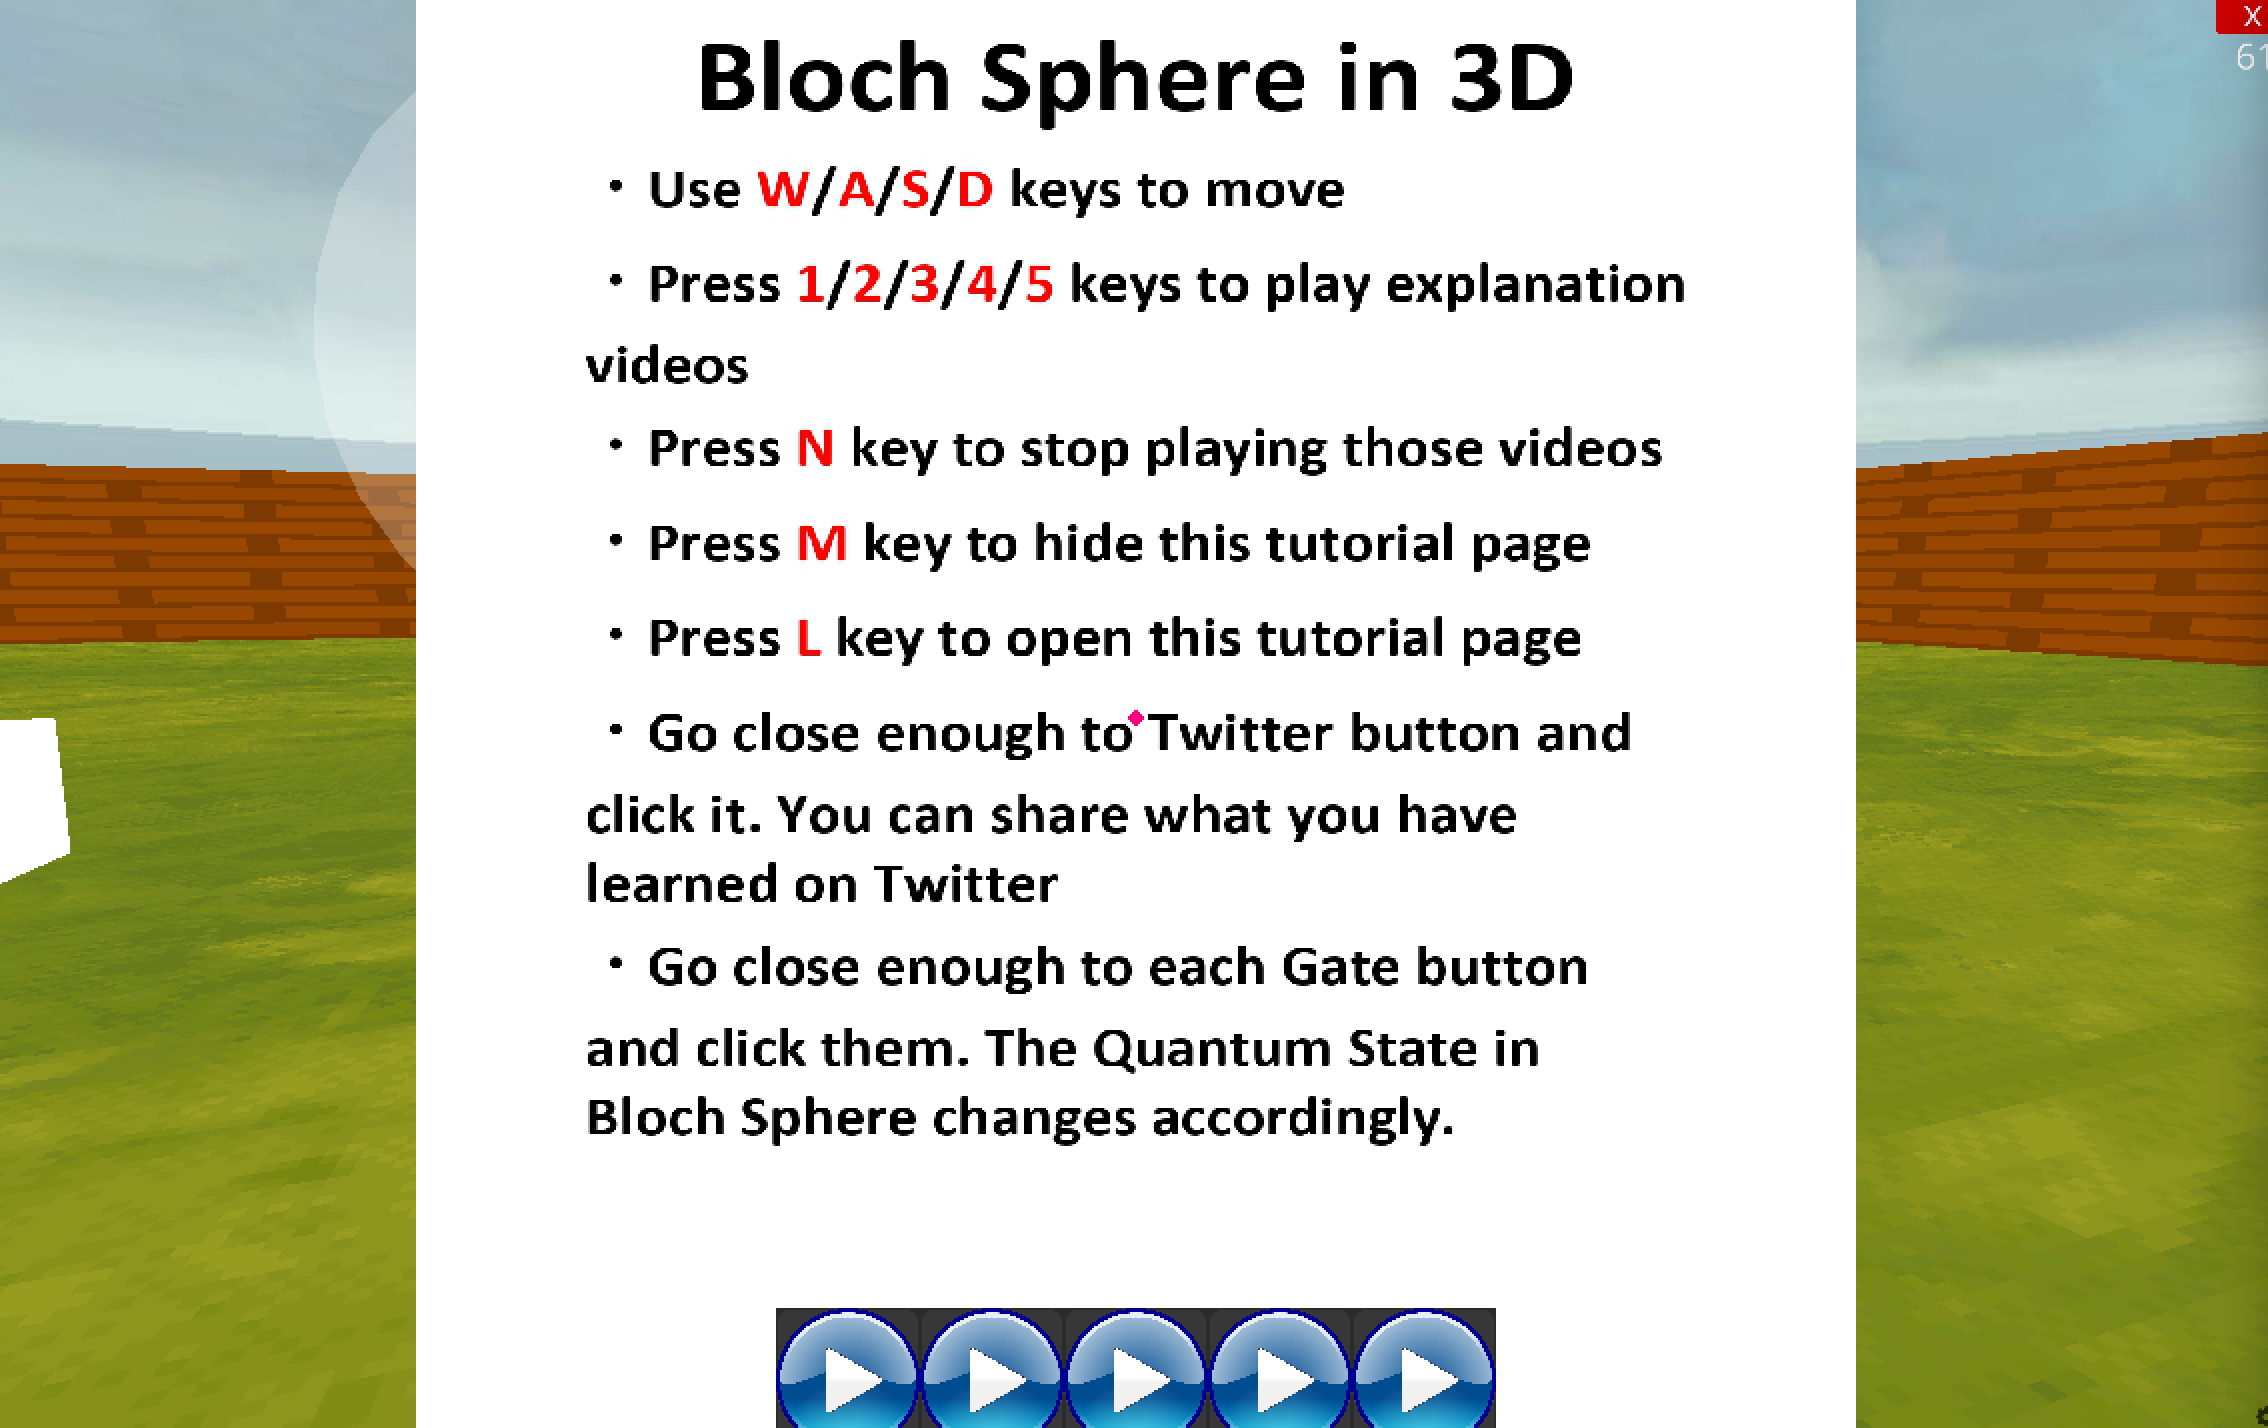 Bloch Sphere in 3D
X
61
・Use W/A/S/D keys to move
・Press 1/2/3/4/5 keys to play explanation
videos
・Press N key to stop playing those videos
・Press M key to hide this tutorial page
・Press L key to open this tutorial page
・Go close enough to Twitter button and
click it. You can share what you have
learned on Twitter
・Go close enough to each Gate button
and click them. The Quantum State in
Bloch Sphere changes accordingly.